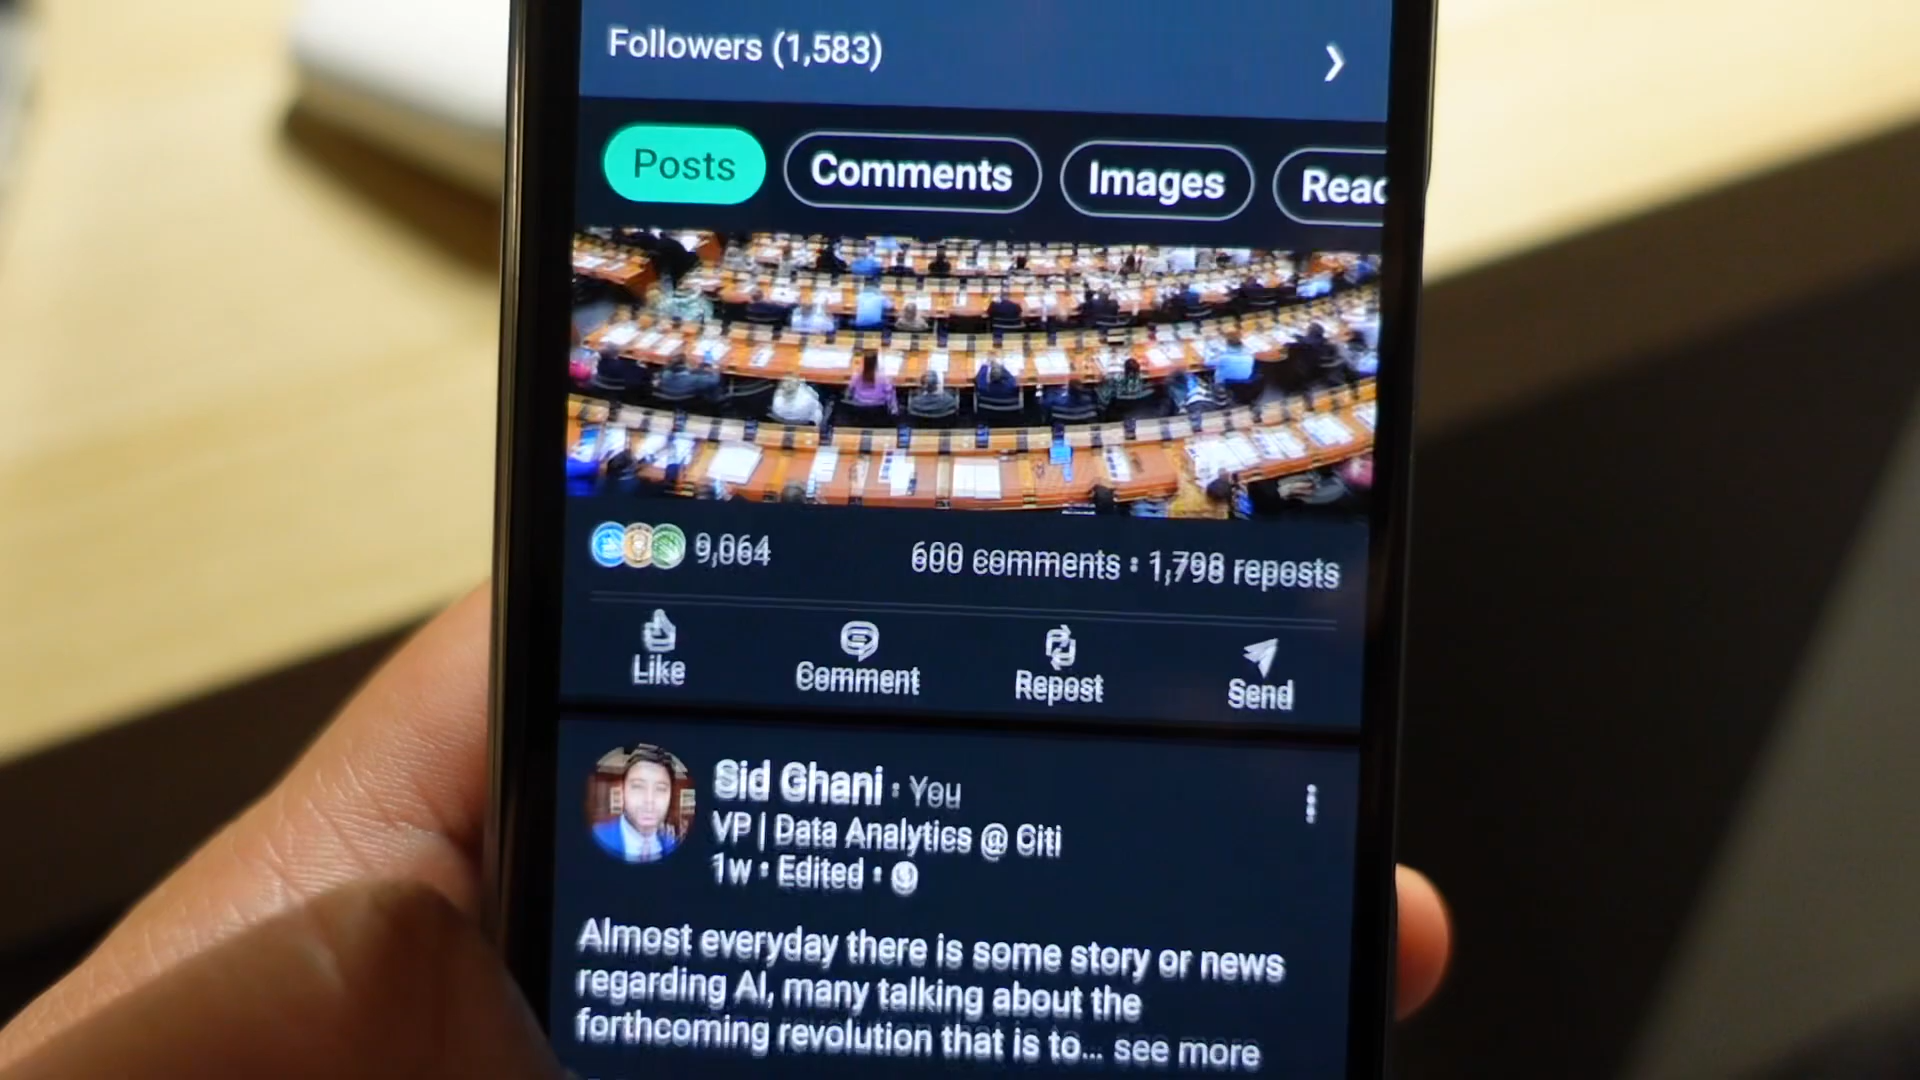 Followers (1,583)
Posts
Comments
Images
Reac
9,064
600 comments • 1,798 reposts
Like
Comment
Repost
Send
Sid Ghani • You
VP | Data Analytics @ Citi
1w • Edited •
Almost everyday there is some story or news
regarding AI, many talking about the
forthcoming revolution that is to... see more